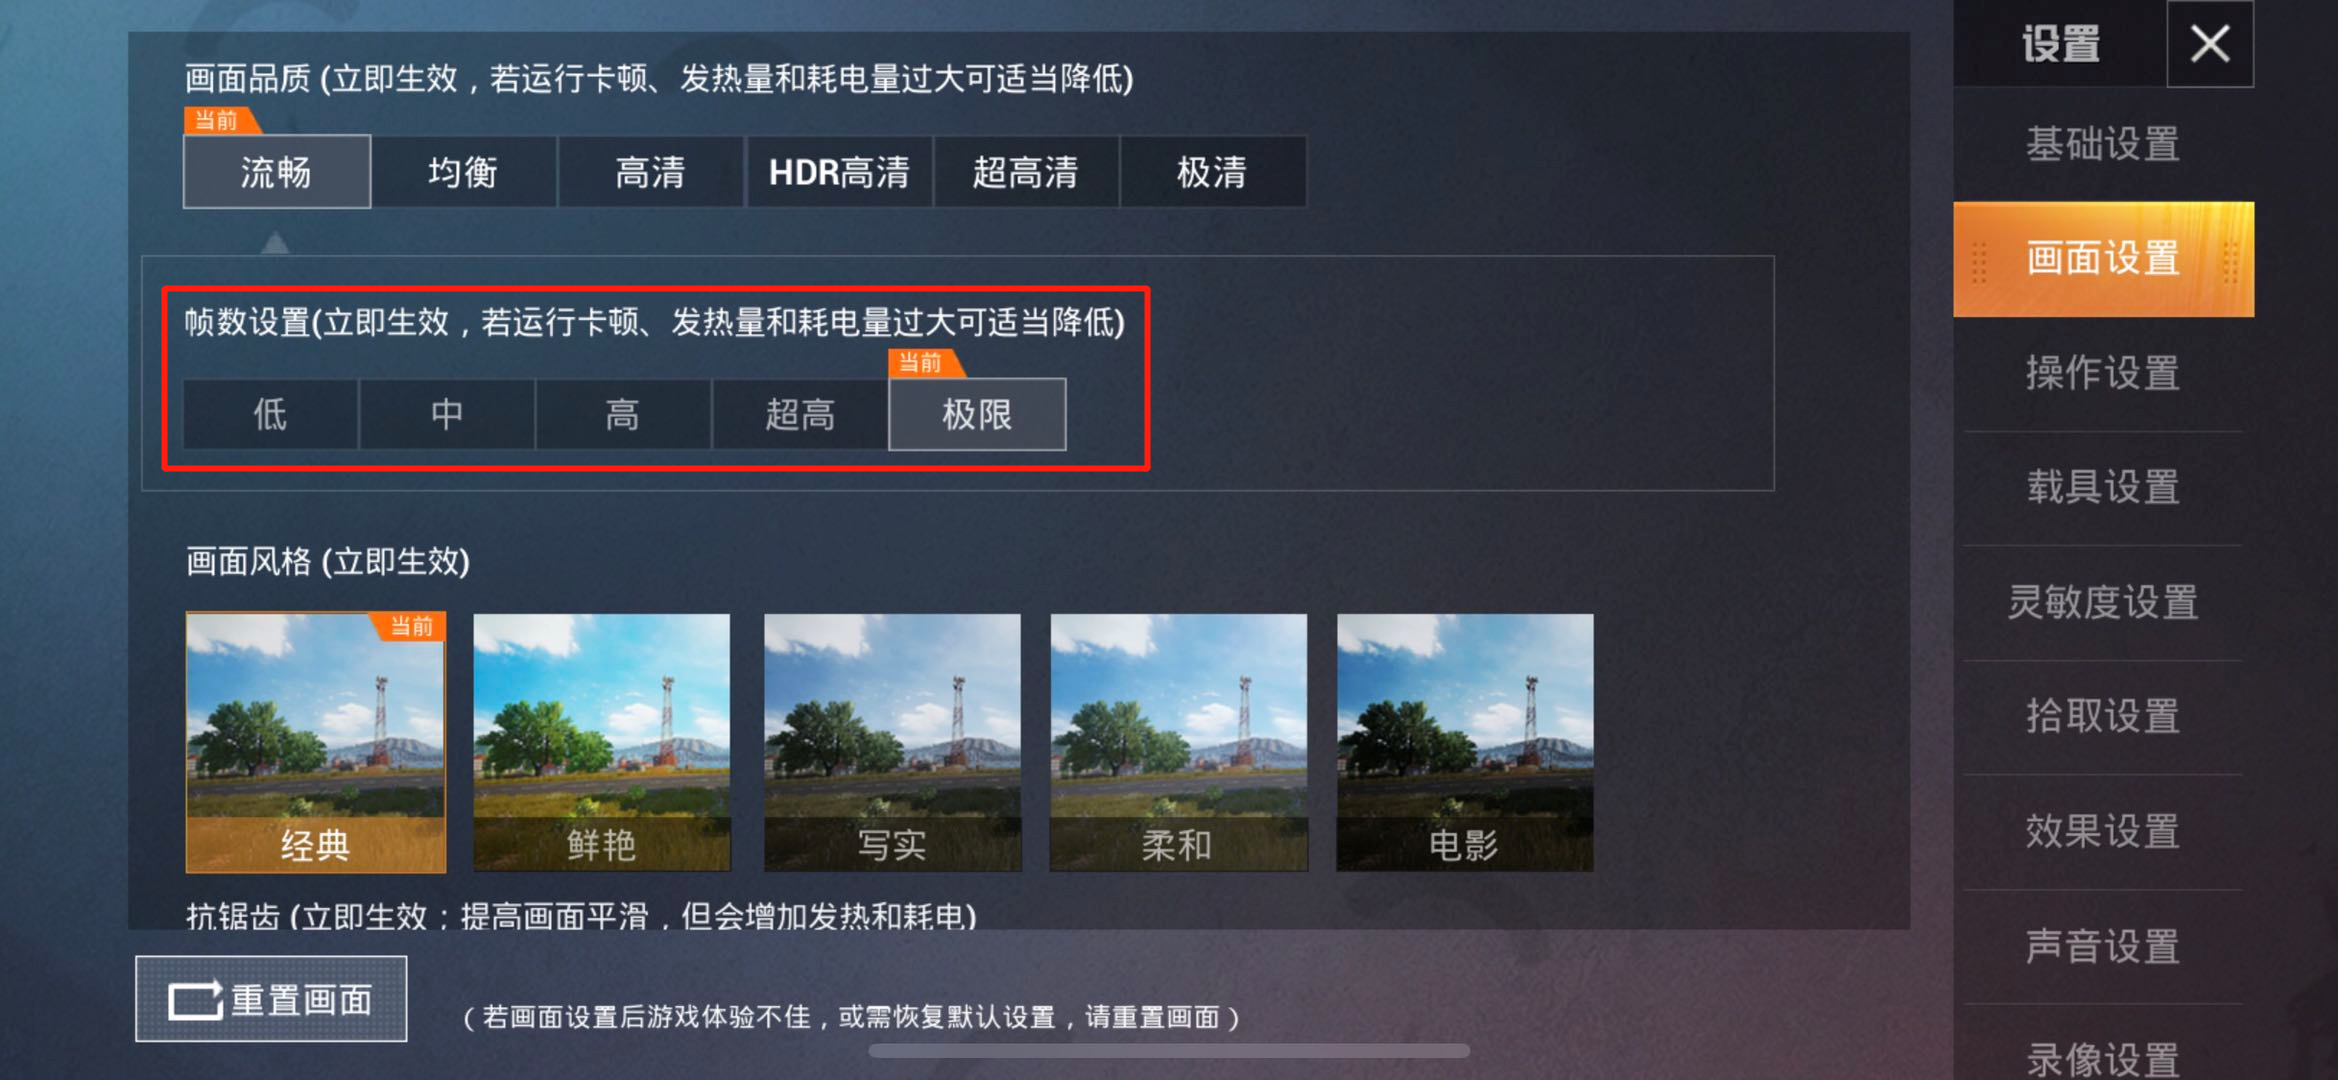 画面品质 (立即生效，若运行卡顿、发热量和耗电量过大可适当降低)
当前
流畅 均衡 高清 HDR高清 超高清 极清
帧数设置(立即生效，若运行卡顿、发热量和耗电量过大可适当降低)
当前
低 中 高 超高 极限
画面风格 (立即生效)
当前
经典 鲜艳 写实 柔和 电影
抗锯齿 (立即生效；提高画面平滑，但会增加发热和耗电)
重置画面
（若画面设置后游戏体验不佳，或需恢复默认设置，请重置画面）
设置
基础设置
画面设置
操作设置
载具设置
灵敏度设置
拾取设置
效果设置
声音设置
录像设置